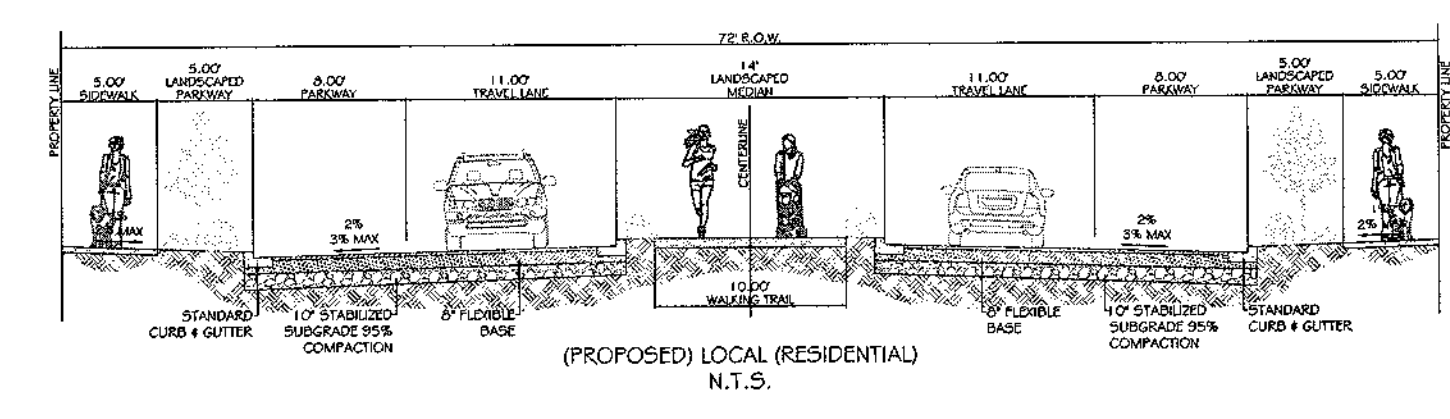 72' R.O.W.
PROPERTY LINE
5.00'
SIDEWALK
5.00'
LANDSCAPED
PARKWAY
8.00'
PARKWAY
11.00'
TRAVEL LANE
14'
LANDSCAPED
MEDIAN
11.00'
TRAVEL LANE
8.00'
PARKWAY
5.00'
LANDSCAPED
PARKWAY
5.00'
SIDEWALK
PROPERTY LINE
CENTERLINE
MAX
2%
3% MAX
2%
3% MAX
2%
10.00'
WALKING TRAIL
STANDARD
CURB & GUTTER
10" STABILIZED
SUBGRADE 95%
COMPACTION
8" FLEXIBLE
BASE
8" FLEXIBLE
BASE
10" STABILIZED
SUBGRADE 95%
COMPACTION
STANDARD
CURB & GUTTER
(PROPOSED) LOCAL (RESIDENTIAL)
N.T.S.